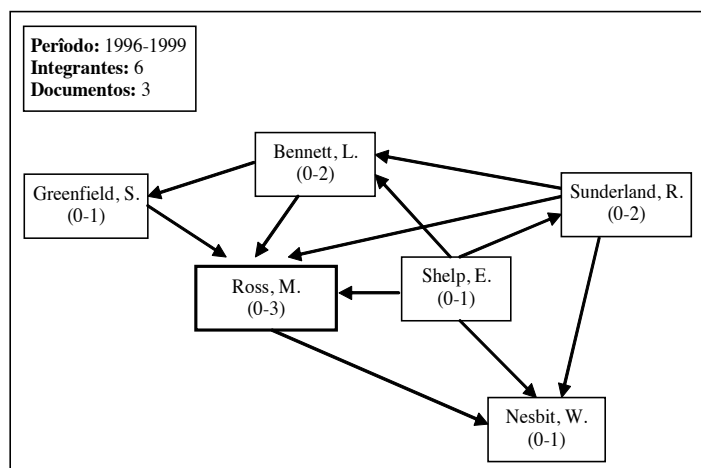 Perîodo: 1996-1999
Integrantes: 6
Documentos: 3
Bennett, L.
(0-2)
Greenfield, S.
(0-1)
Sunderland, R.
(0-2)
Ross, M.
(0-3)
Shelp, E.
(0-1)
Nesbit, W.
(0-1)